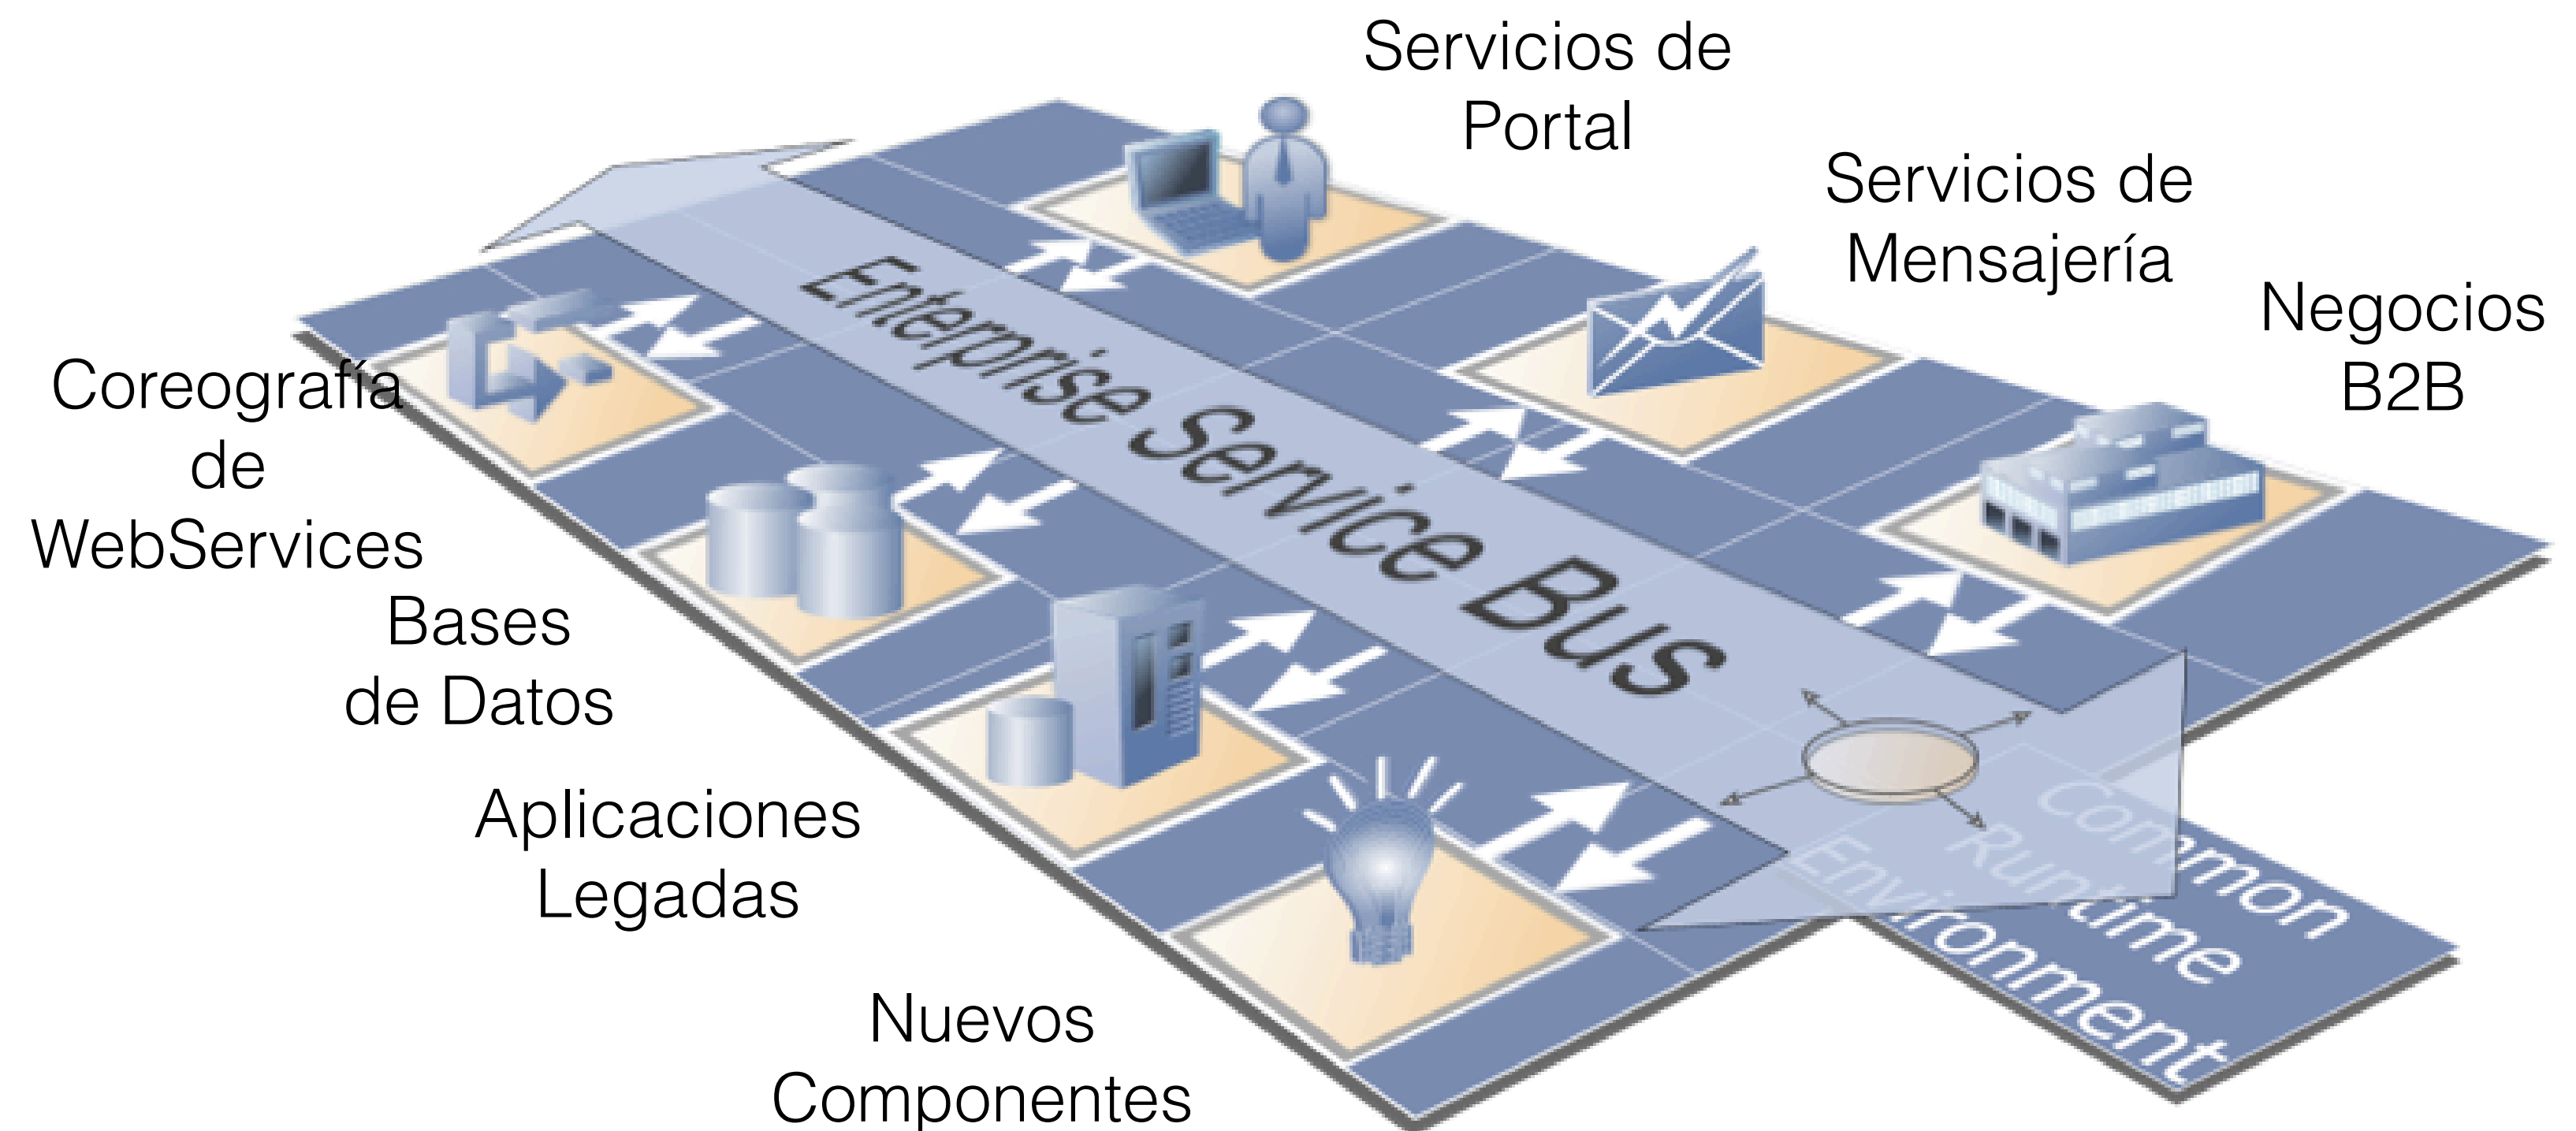 Servicios de
Portal
Servicios de
Mensajería
Negocios
B2B
Enterprise Service Bus
Coreografía
de
WebServices
Bases
de Datos
Aplicaciones
Legadas
Nuevos
Componentes
Common
Runtime
Environment